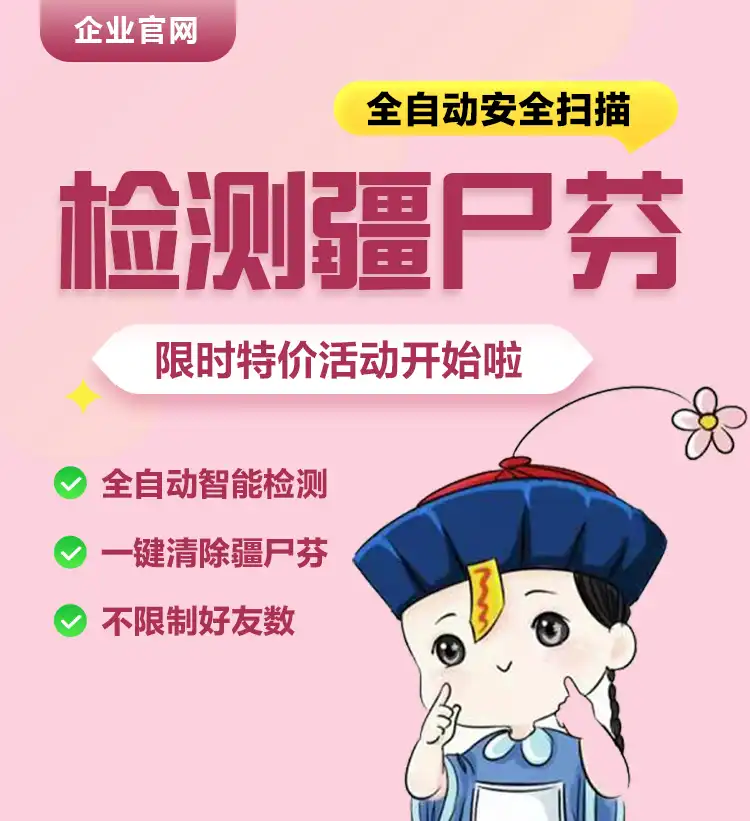 企业官网
全自动安全扫描
检测疆尸芬
限时特价活动开始啦
全自动智能检测
一键清除疆尸芬
不限制好友数